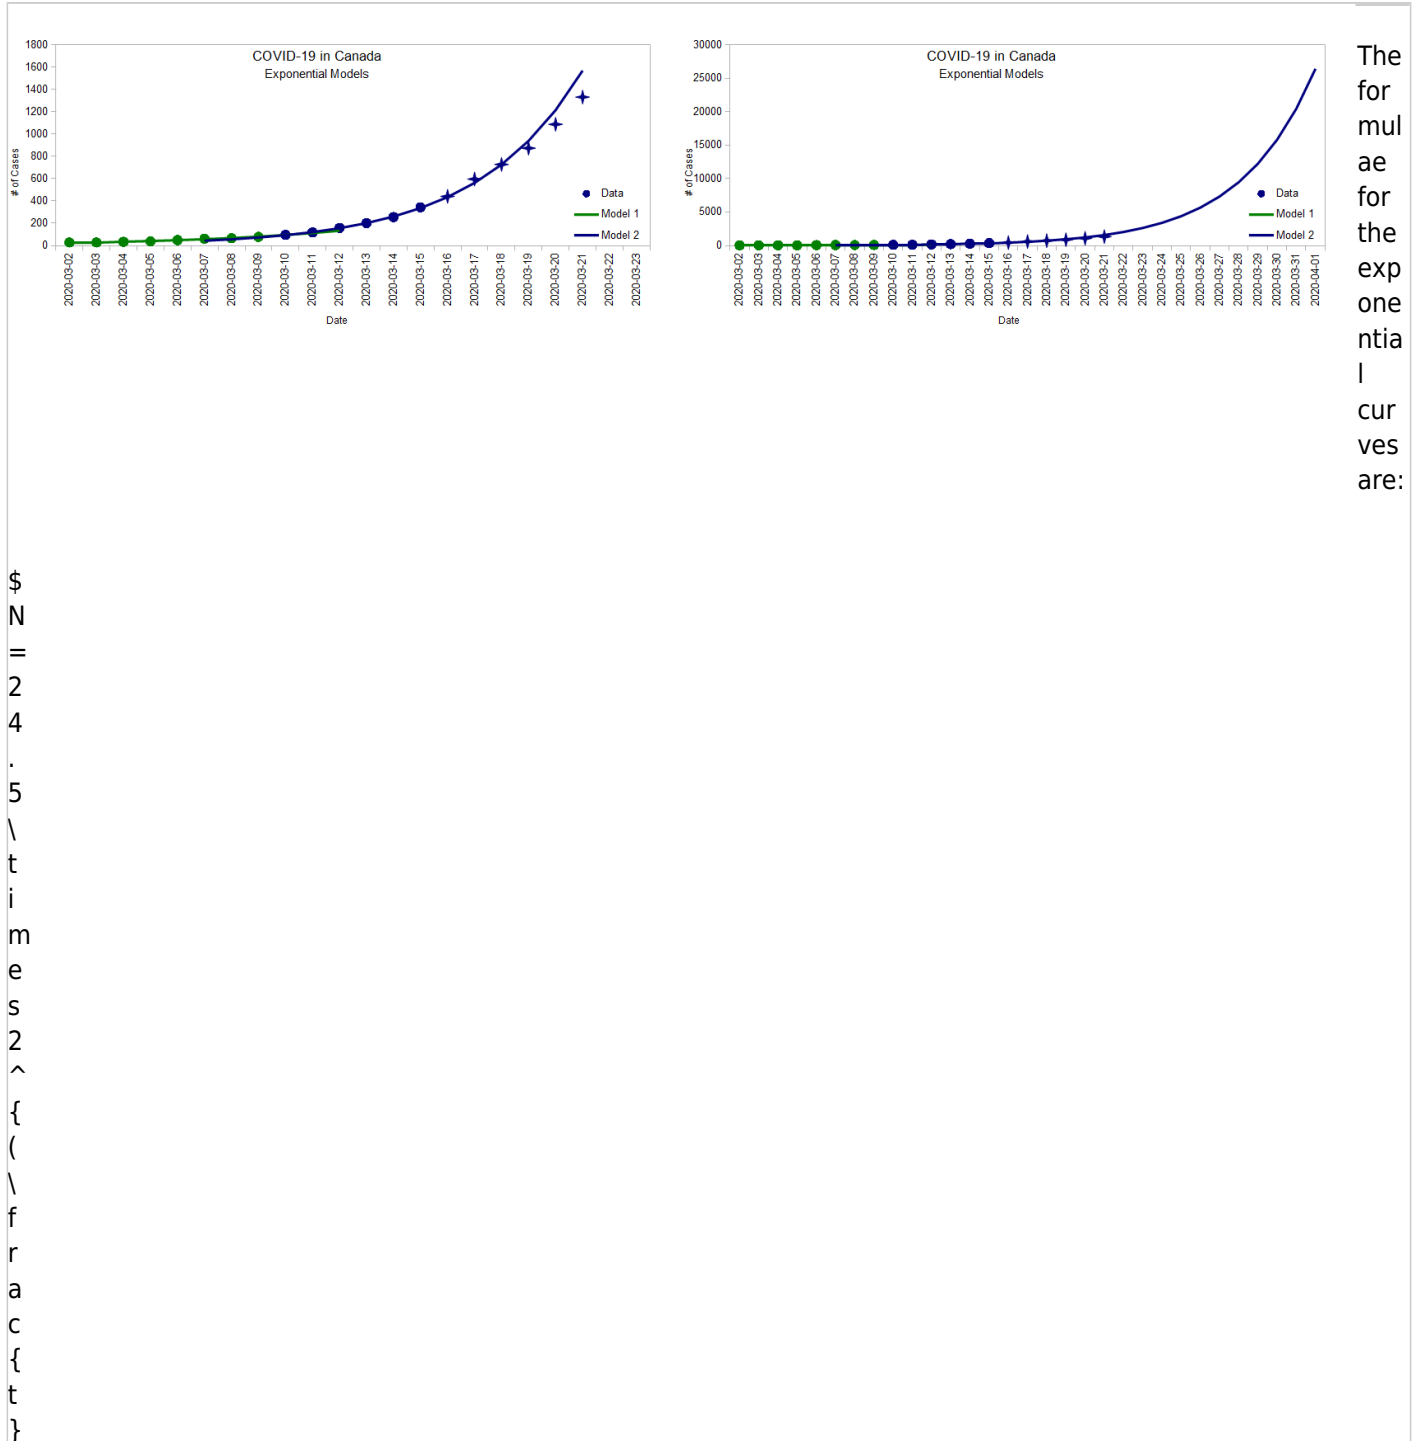 COVID-19 in Canada
Exponential Models
1800
1600
1400
1200
1000
800
600
400
200
0
# of Cases
Data
Model 1
Model 2
2020-03-02
2020-03-03
2020-03-04
2020-03-05
2020-03-06
2020-03-07
2020-03-08
2020-03-09
2020-03-10
2020-03-11
2020-03-12
2020-03-13
2020-03-14
2020-03-15
2020-03-16
2020-03-17
2020-03-18
2020-03-19
2020-03-20
2020-03-21
2020-03-22
2020-03-23
Date
COVID-19 in Canada
Exponential Models
30000
25000
20000
15000
10000
5000
0
# of Cases
Data
Model 1
Model 2
2020-03-02
2020-03-03
2020-03-04
2020-03-05
2020-03-06
2020-03-07
2020-03-08
2020-03-09
2020-03-10
2020-03-11
2020-03-12
2020-03-13
2020-03-14
2020-03-15
2020-03-16
2020-03-17
2020-03-18
2020-03-19
2020-03-20
2020-03-21
2020-03-22
2020-03-23
2020-03-24
2020-03-25
2020-03-26
2020-03-27
2020-03-28
2020-03-29
2020-03-30
2020-03-31
2020-04-01
Date
The
for
mul
ae
for
the
exp
one
ntia
l
cur
ves
are:
$
N
=
2
4
.
5
\
t
i
m
e
s
2
^
{
(
\
f
r
a
c
{
t
}